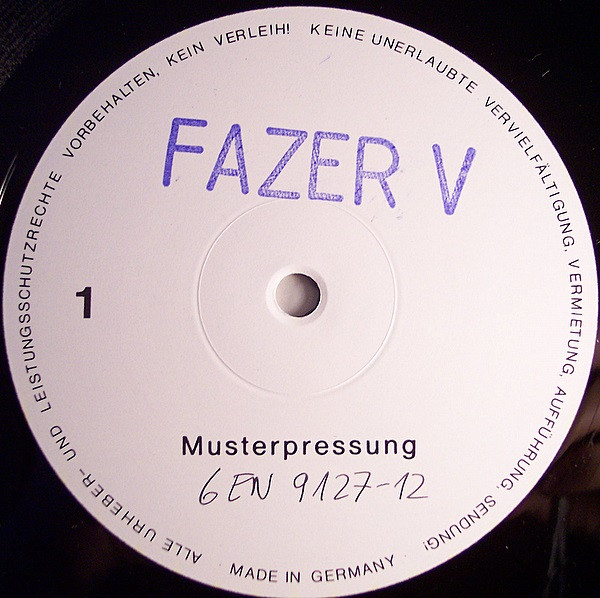 ALLE URHEBER- UND LEISTUNGSSCHUTZRECHTE VORBEHALTEN, KEIN VERLEIH! KEINE UNERLAUBTE VERVIELFÄLTIGUNG, VERMIETUNG, AUFFÜHRUNG, SENDUNG!
FAZER V
1
Musterpressung
6EN 9127-12
· MADE IN GERMANY ·